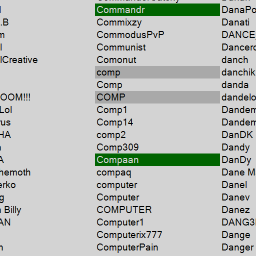 Commandr DanaPo
.B Commixzy Danati
m CommodusPvP DANCE
Communist Dancero
lCreative Comonut danch
comp danchik
Comp danda
OOM!!! COMP dandelo
Lol Comp1 Dandem
rus Comp14 Dandem
HA comp2 DanDK
n Comp309 Dandy
A Compaan DanDy
nemoth compaq Dane M
erko computer Danel
Computer Danev
n Billy COMPUTER Danez
AN Computer1 DANG3
Computerix777 Dange
n ComputerPain Danger